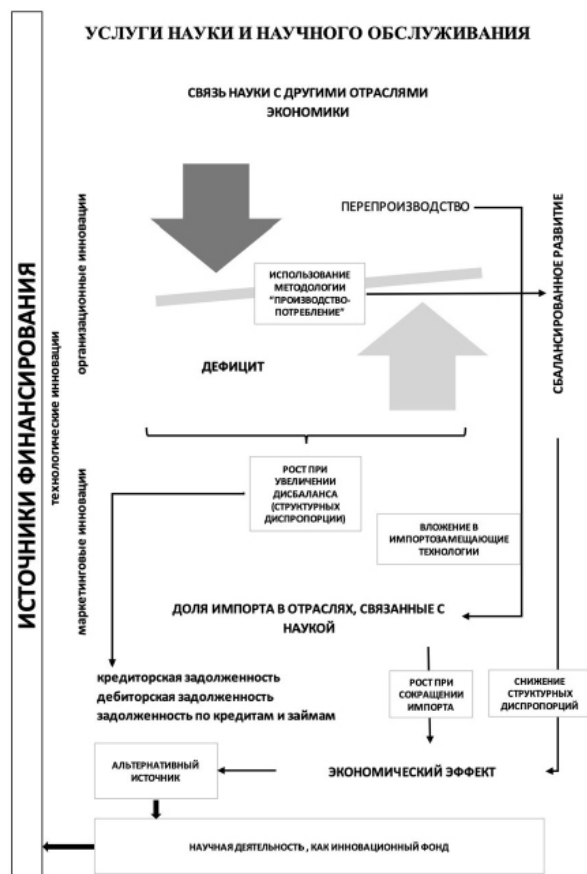 УСЛУГИ НАУКИ И НАУЧНОГО ОБСЛУЖИВАНИЯ
СВЯЗЬ НАУКИ С ДРУГИМИ ОТРАСЛЯМИ
ЭКОНОМИКИ
ИСТОЧНИКИ ФИНАНСИРОВАНИЯ
технологические инновации
организационные инновации
маркетинговые инновации
ПЕРЕПРОИЗВОДСТВО
ИСПОЛЬЗОВАНИЕ
МЕТОДОЛОГИИ
"ПРОИЗВОДСТВО-
ПОТРЕБЛЕНИЕ"
СБАЛАНСИРОВАННОЕ РАЗВИТИЕ
ДЕФИЦИТ
РОСТ ПРИ
УВЕЛИЧЕНИИ
ДИСБАЛАНСА
(СТРУКТУРНЫХ
ДИСПРОПОРЦИИ)
ВЛОЖЕНИЕ В
ИМПОРТОЗАМЕЩАЮЩИЕ
ТЕХНОЛОГИИ
ДОЛЯ ИМПОРТА В ОТРАСЛЯХ, СВЯЗАННЫЕ С
НАУКОЙ
кредиторская задолженность
дебиторская задолженность
задолженность по кредитам и займам
РОСТ ПРИ
СОКРАЩЕНИИ
ИМПОРТА
СНИЖЕНИЕ
СТРУКТУРНЫХ
ДИСПРОПОРЦИЙ
АЛЬТЕРНАТИВНЫЙ
ИСТОЧНИК
ЭКОНОМИЧЕСКИЙ ЭФФЕКТ
НАУЧНАЯ ДЕЯТЕЛЬНОСТЬ , КАК ИННОВАЦИОННЫЙ ФОНД